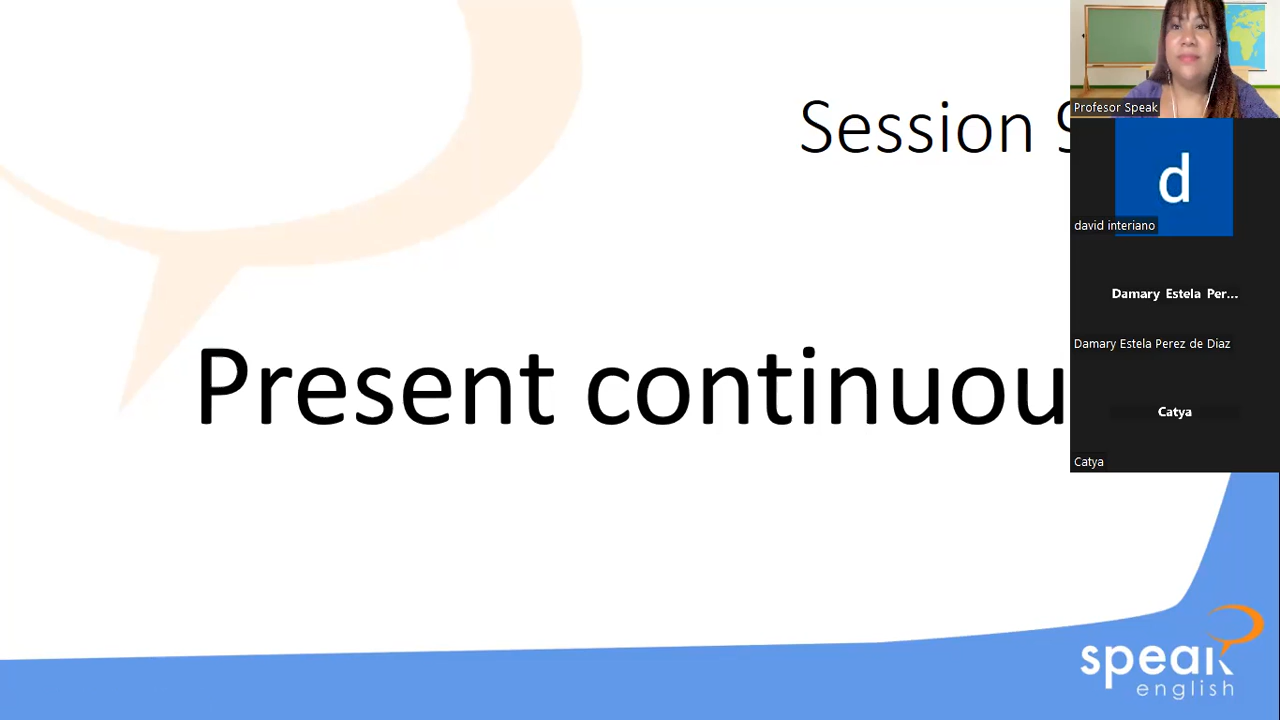 Session 9
Present continuou
Profesor Speak
d
david interiano
Damary Estela Per...
Damary Estela Perez de Diaz
Catya
Catya
speak
english